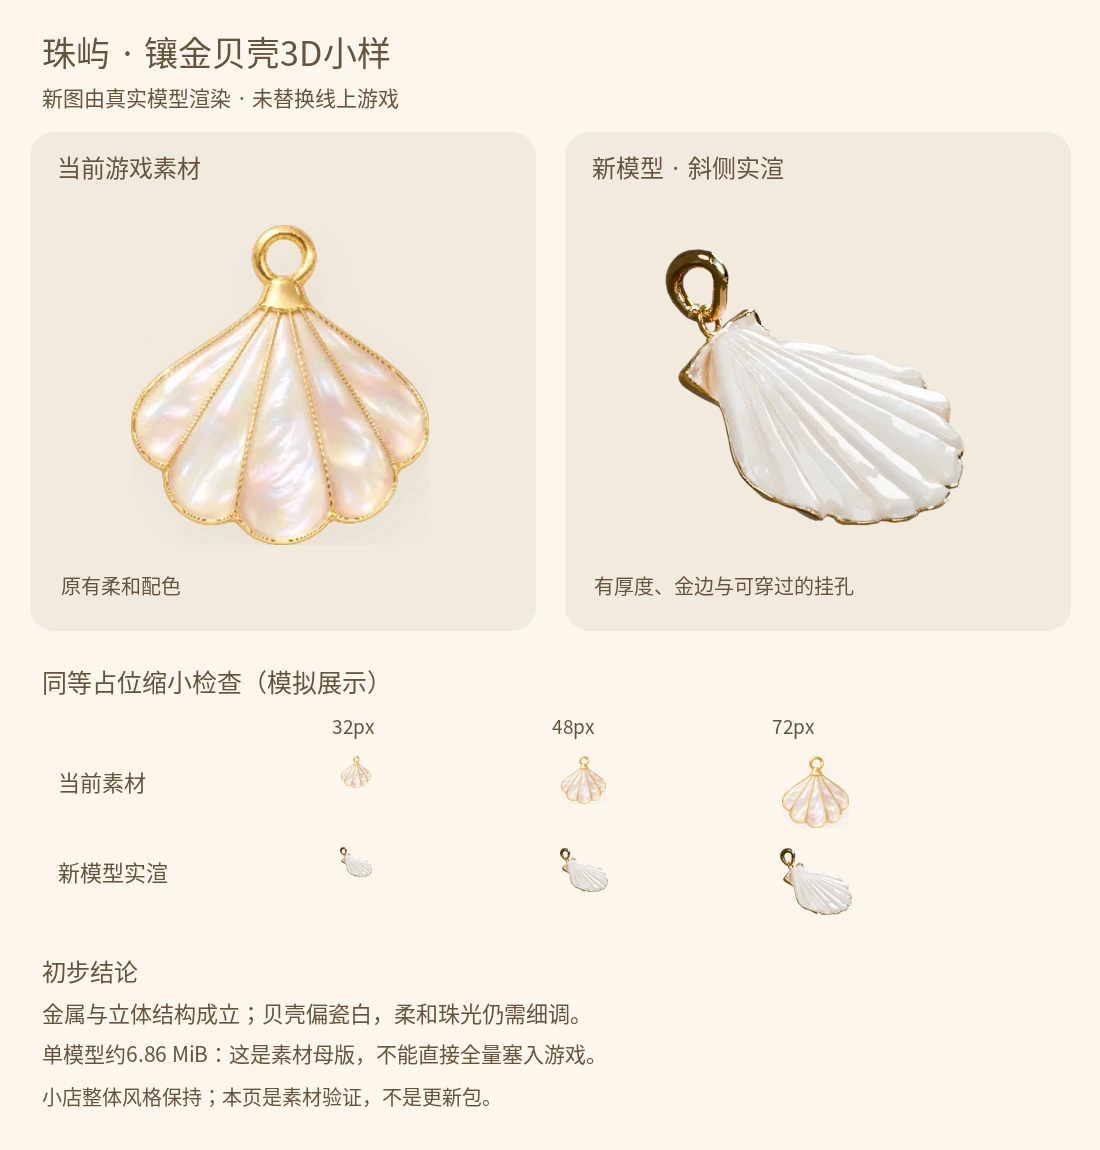 珠屿 · 镶金贝壳3D小样
新图由真实模型渲染 · 未替换线上游戏
当前游戏素材
新模型 · 斜侧实渲
原有柔和配色
有厚度、金边与可穿过的挂孔
同等占位缩小检查（模拟展示）
32px
48px
72px
当前素材
新模型实渲
初步结论
金属与立体结构成立；贝壳偏瓷白，柔和珠光仍需细调。
单模型约6.86 MiB：这是素材母版，不能直接全量塞入游戏。
小店整体风格保持；本页是素材验证，不是更新包。